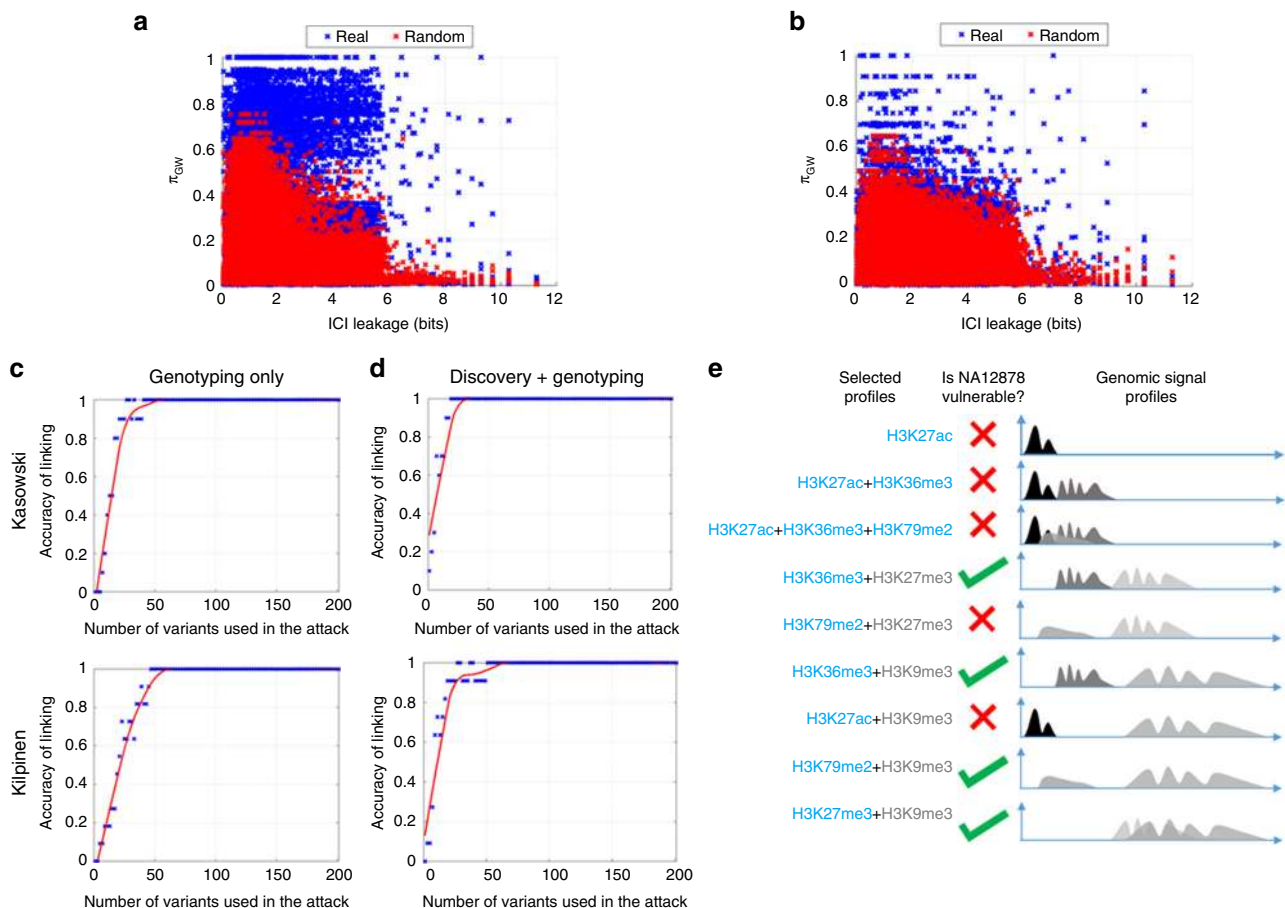 a
Real Random
1
0.8
0.6
0.4
0.2
0
πGW
0 2 4 6 8 10 12
ICI leakage (bits)
b
Real Random
1
0.8
0.6
0.4
0.2
0
πGW
0 2 4 6 8 10 12
ICI leakage (bits)
c
Genotyping only
Kasowski
Accuracy of linking
1
0.8
0.6
0.4
0.2
0
0 50 100 150 200
Number of variants used in the attack
Kilpinen
Accuracy of linking
1
0.8
0.6
0.4
0.2
0
0 50 100 150 200
Number of variants used in the attack
d
Discovery + genotyping
Accuracy of linking
1
0.8
0.6
0.4
0.2
0
0 50 100 150 200
Number of variants used in the attack
Accuracy of linking
1
0.8
0.6
0.4
0.2
0
0 50 100 150 200
Number of variants used in the attack
e
Selected profiles
Is NA12878 vulnerable?
Genomic signal profiles
H3K27ac
H3K27ac+H3K36me3
H3K27ac+H3K36me3+H3K79me2
H3K36me3+H3K27me3
H3K79me2+H3K27me3
H3K36me3+H3K9me3
H3K27ac+H3K9me3
H3K79me2+H3K9me3
H3K27me3+H3K9me3